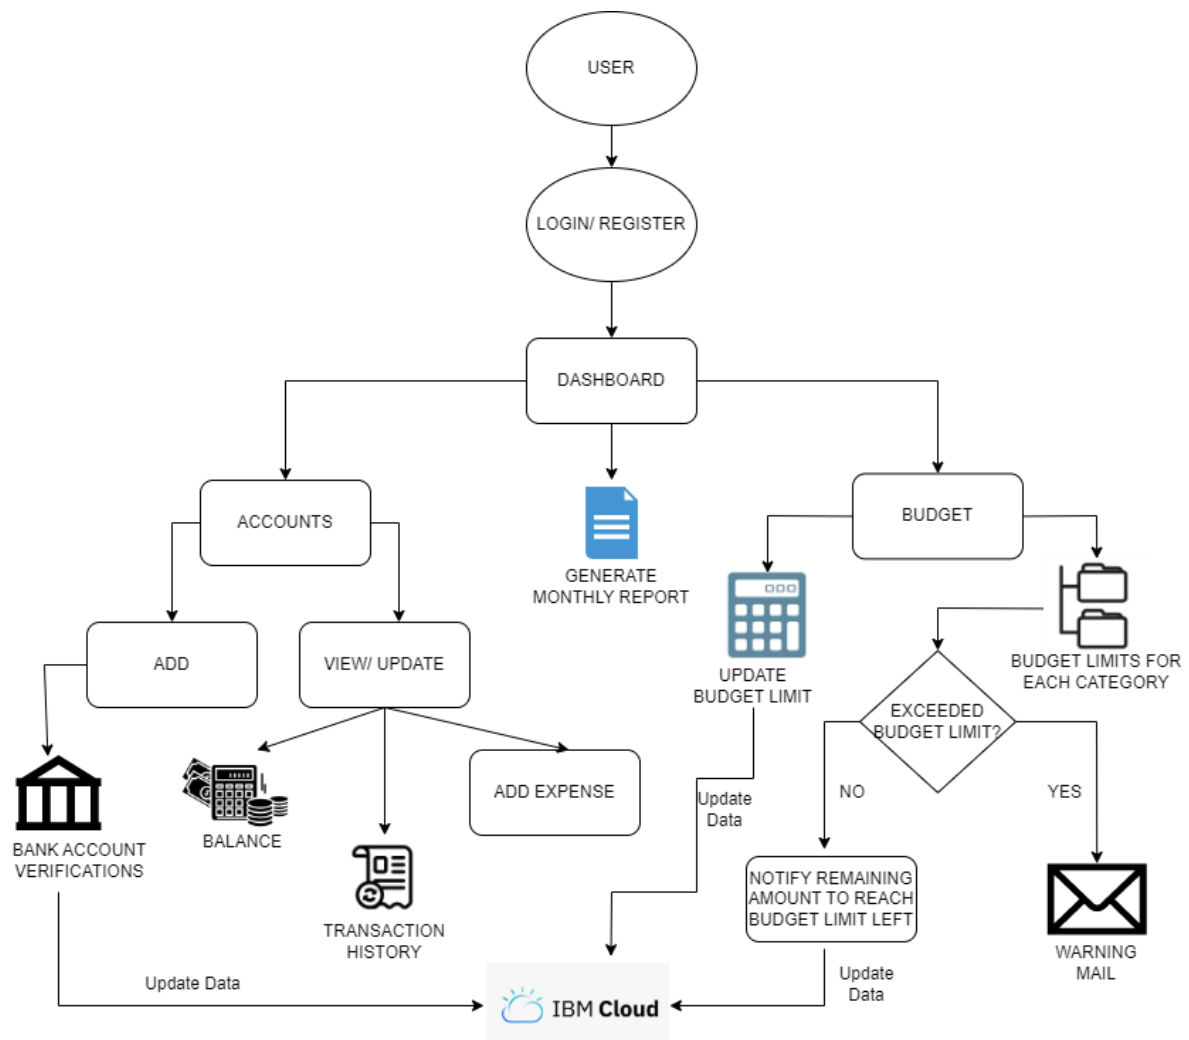 USER
LOGIN/ REGISTER
DASHBOARD
ACCOUNTS
BUDGET
GENERATE
MONTHLY REPORT
ADD
VIEW/ UPDATE
UPDATE
BUDGET LIMIT
BUDGET LIMITS FOR
EACH CATEGORY
EXCEEDED
BUDGET LIMIT?
ADD EXPENSE
NO
YES
Update
Data
BALANCE
BANK ACCOUNT
VERIFICATIONS
NOTIFY REMAINING
AMOUNT TO REACH
BUDGET LIMIT LEFT
TRANSACTION
HISTORY
WARNING
MAIL
Update Data
Update
Data
IBM Cloud